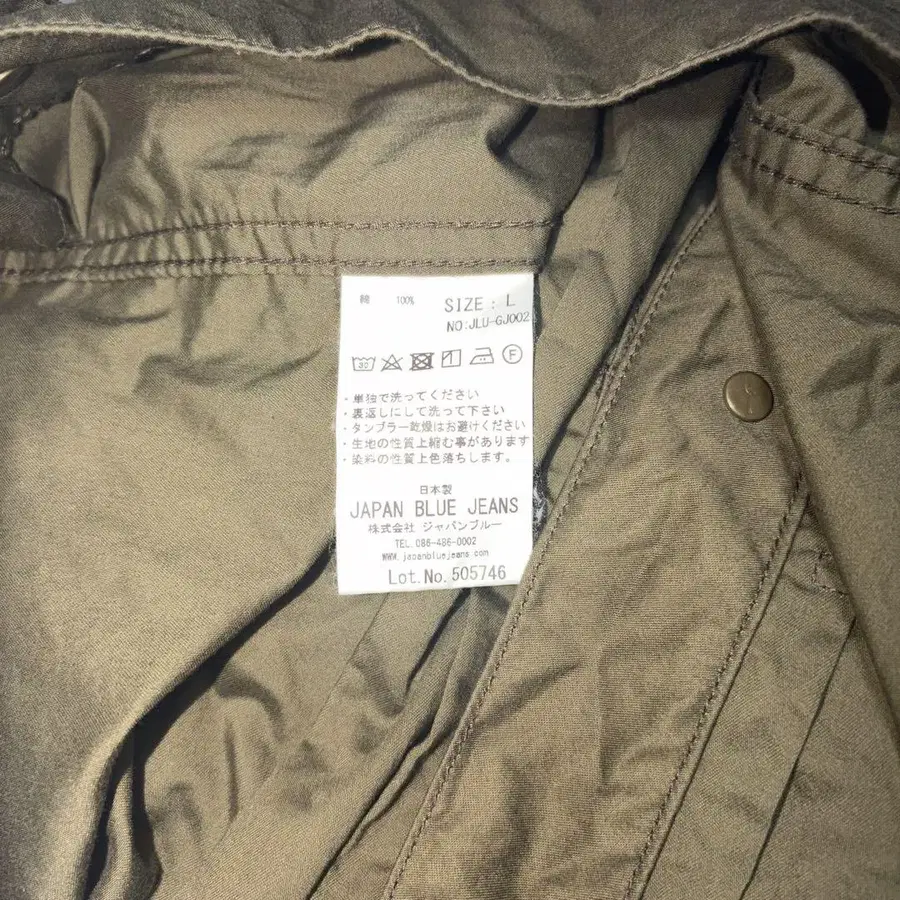 綿 100% SIZE : L
NO:JLU-GJ002
30 F
・単独で洗ってください
・裏返しにして洗って下さい
・タンブラー乾燥はお避けください
・生地の性質上縮む事があります
・染料の性質上色落ちします。
日本製
JAPAN BLUE JEANS
株式会社 ジャパンブルー
TEL.086-486-0002
WWW.japanbluejeans.com
Lot.No.505746